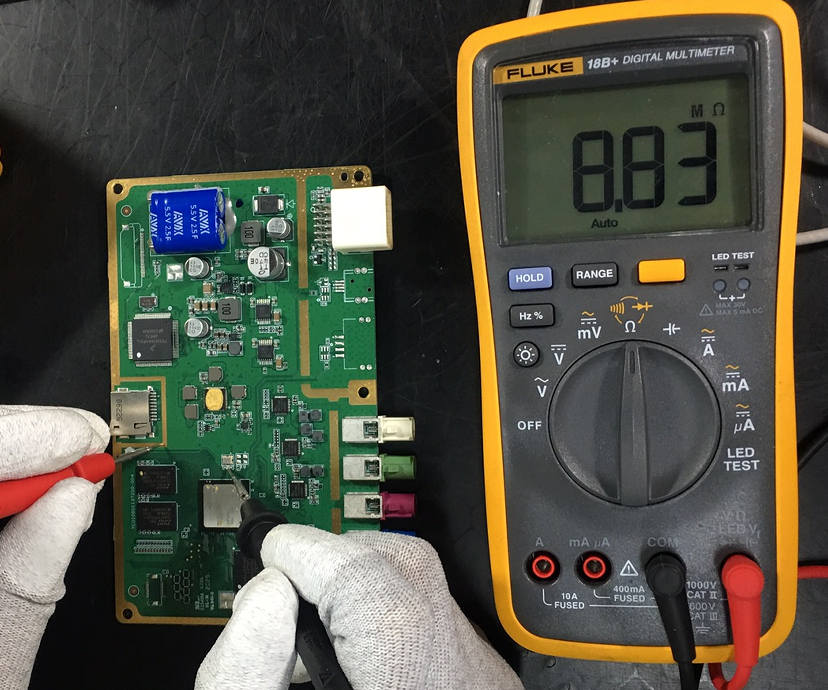 FLUKE 18B+ DIGITAL MULTIMETER
M Ω
8.83
Auto
HOLD
RANGE
LED TEST
MAX 30V
MAX 5 mA DC
Hz %
mV
Ω
A
V
mA
V
μA
OFF
LED
TEST
A
mA μA
COM
10A
FUSED
400mA
FUSED
1000V
CAT II
600V
CAT III
AVX
5.5V 2.5F
AVX
5.5V 2.5F
100
100